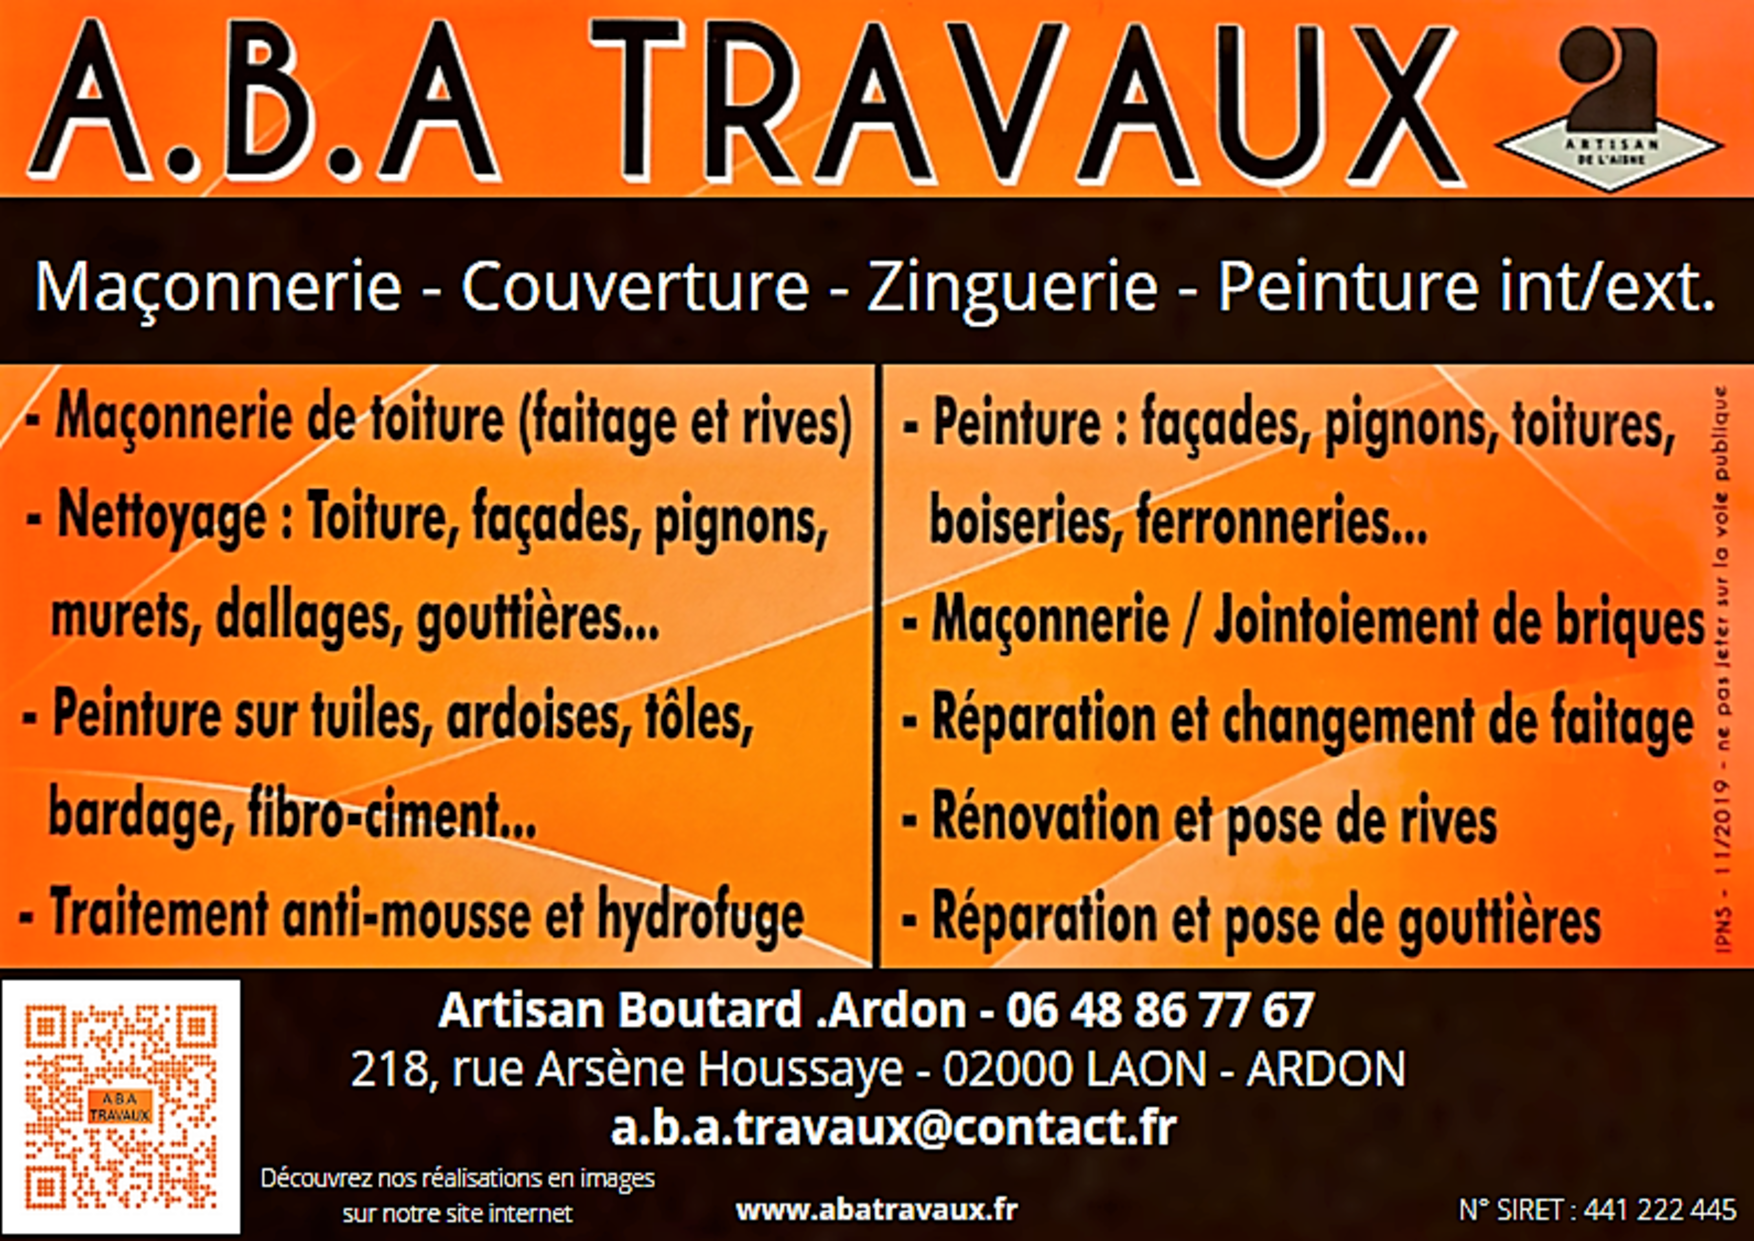 A.B.A TRAVAUX
ARTISAN
DE L'AISNE
Maçonnerie - Couverture - Zinguerie - Peinture int/ext.
- Maçonnerie de toiture (faitage et rives)
- Nettoyage : Toiture, façades, pignons,
murets, dallages, gouttières...
- Peinture sur tuiles, ardoises, tôles,
bardage, fibro-ciment...
- Traitement anti-mousse et hydrofuge
- Peinture : façades, pignons, toitures,
boiseries, ferronneries...
- Maçonnerie / Jointoiement de briques
- Réparation et changement de faitage
- Rénovation et pose de rives
- Réparation et pose de gouttières
IPNS - 11/2019 - ne pas jeter sur la voie publique
Artisan Boutard .Ardon - 06 48 86 77 67
218, rue Arsène Houssaye - 02000 LAON - ARDON
a.b.a.travaux@contact.fr
A.B.A
TRAVAUX
Découvrez nos réalisations en images
sur notre site internet
www.abatravaux.fr
N° SIRET : 441 222 445